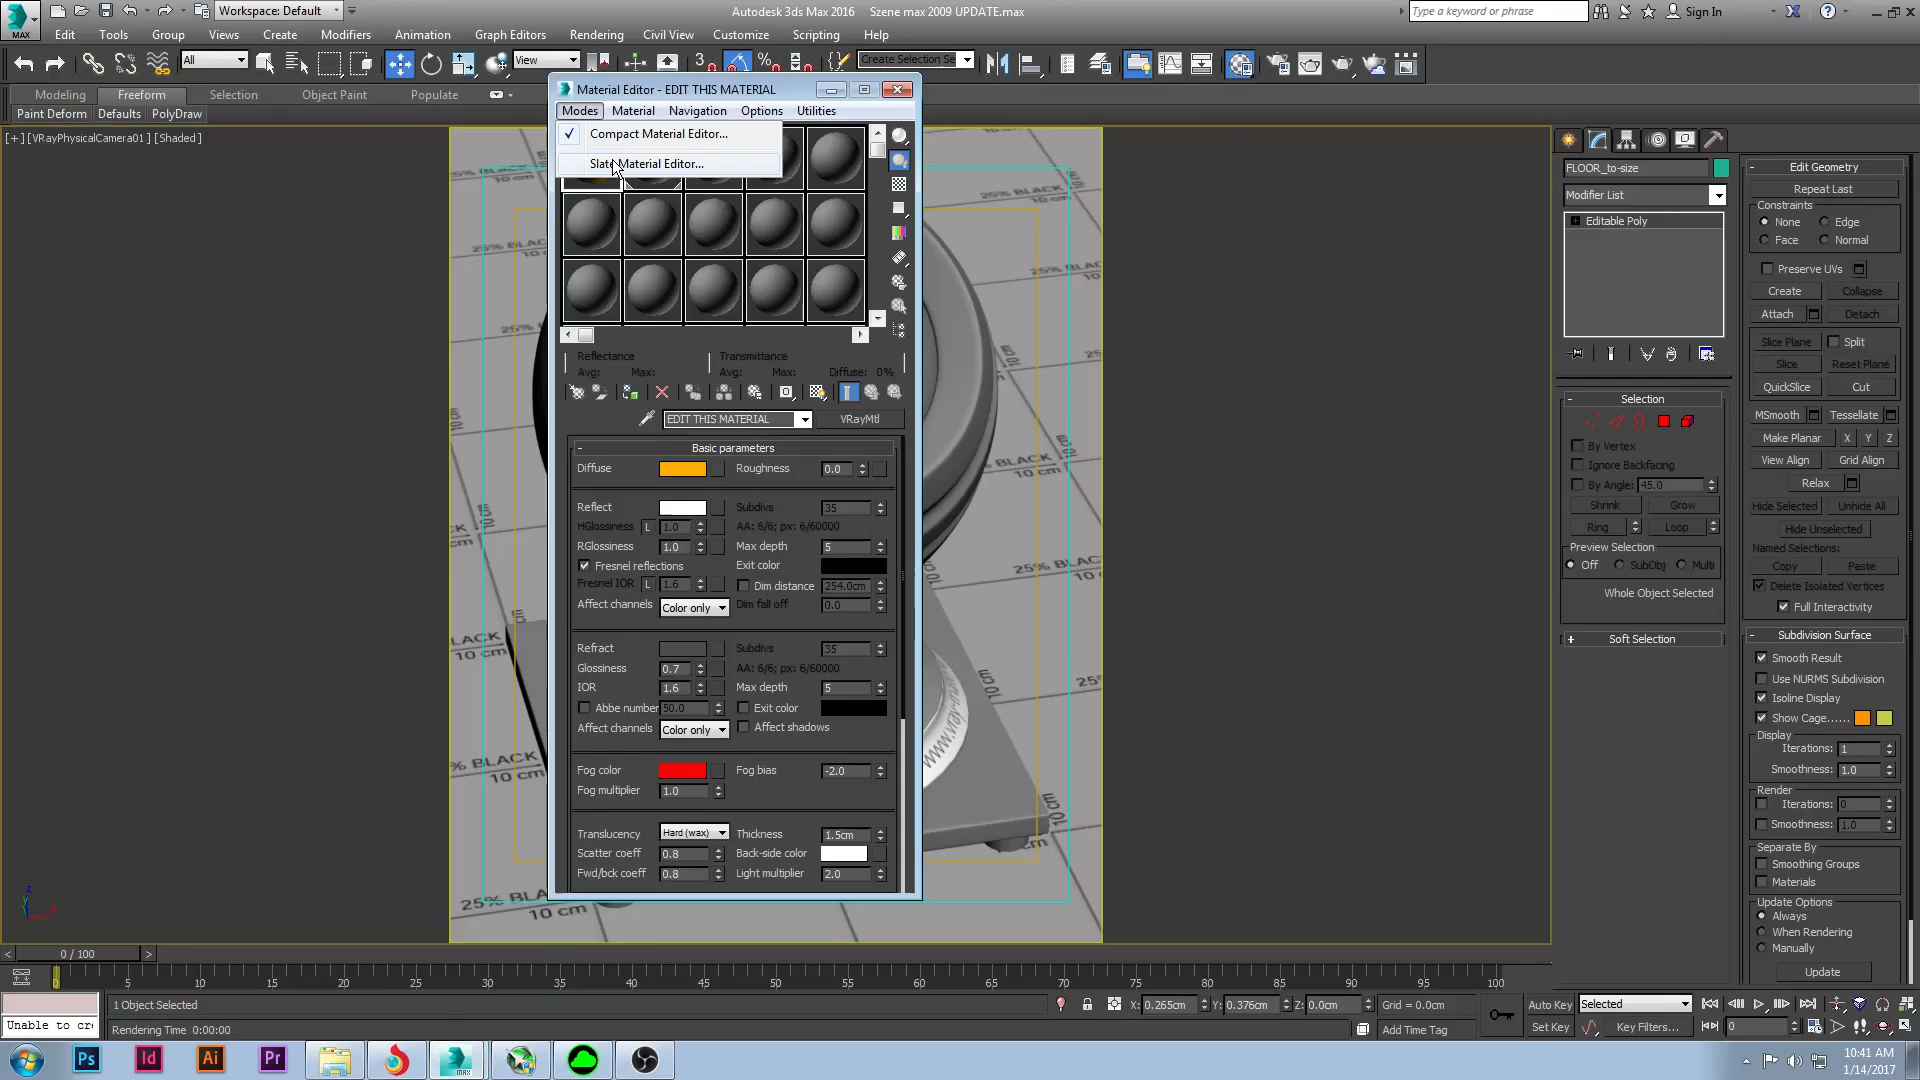 Workspace: Default
Autodesk 3ds Max 2016    Szene max 2009 UPDATE.max
Type a keyword or phrase
Sign In
MAX
Edit Tools Group Views Create Modifiers Animation Graph Editors Rendering Civil View Customize Scripting Help
All
View
Create Selection Se
Modeling Freeform Selection Object Paint Populate
Paint Deform Defaults PolyDraw
[+] [VRayPhysicalCamera01] [Shaded]
Material Editor - EDIT THIS MATERIAL
Modes Material Navigation Options Utilities
Compact Material Editor...
Slate Material Editor...
Reflectance
Avg: Max:
Transmittance
Avg: Max: Diffuse: 0%
EDIT THIS MATERIAL VRayMtl
- Basic parameters
Diffuse Roughness 0.0
Reflect Subdivs 35
HGlossiness L 1.0 AA: 6/6; px: 6/60000
RGlossiness 1.0 Max depth 5
Fresnel reflections Exit color
Fresnel IOR L 1.6 Dim distance 254.0cm
Affect channels Color only Dim fall off 0.0
Refract Subdivs 35
Glossiness 0.7 AA: 6/6; px: 6/60000
IOR 1.6 Max depth 5
Abbe number 50.0 Exit color
Affect channels Color only Affect shadows
Fog color Fog bias -2.0
Fog multiplier 1.0
Translucency Hard (wax) Thickness 1.5cm
Scatter coeff 0.8 Back-side color
Fwd/bck coeff 0.8 Light multiplier 2.0
25% BLACK
10 cm
25% BLACK
10 cm
FLOOR_to-size
Modifier List
Editable Poly
- Selection
By Vertex
Ignore Backfacing
By Angle: 45.0
Shrink Grow
Ring Loop
Preview Selection
Off SubObj Multi
Whole Object Selected
+ Soft Selection
- Edit Geometry
Repeat Last
Constraints
None Edge
Face Normal
Preserve UVs
Create Collapse
Attach Detach
Slice Plane Split
Slice Reset Plane
QuickSlice Cut
MSmooth Tessellate
Make Planar X Y Z
View Align Grid Align
Relax
Hide Selected Unhide All
Hide Unselected
Named Selections:
Copy Paste
Delete Isolated Vertices
Full Interactivity
- Subdivision Surface
Smooth Result
Use NURMS Subdivision
Isoline Display
Show Cage......
Display
Iterations: 1
Smoothness: 1.0
Render
Iterations: 0
Smoothness: 1.0
Separate By
Smoothing Groups
Materials
Update Options
Always
When Rendering
Manually
Update
0 / 100
0 5 10 15 20 25 30 35 40 45 50 55 60 65 70 75 80 85 90 95 100
1 Object Selected X: 0.265cm Y: 0.376cm Z: 0.0cm Grid = 0.0cm Auto Key Selected
Unable to cr
Rendering Time 0:00:00 Add Time Tag Set Key Key Filters... 0
Ps Id Ai Pr MAX
10:41 AM
1/14/2017